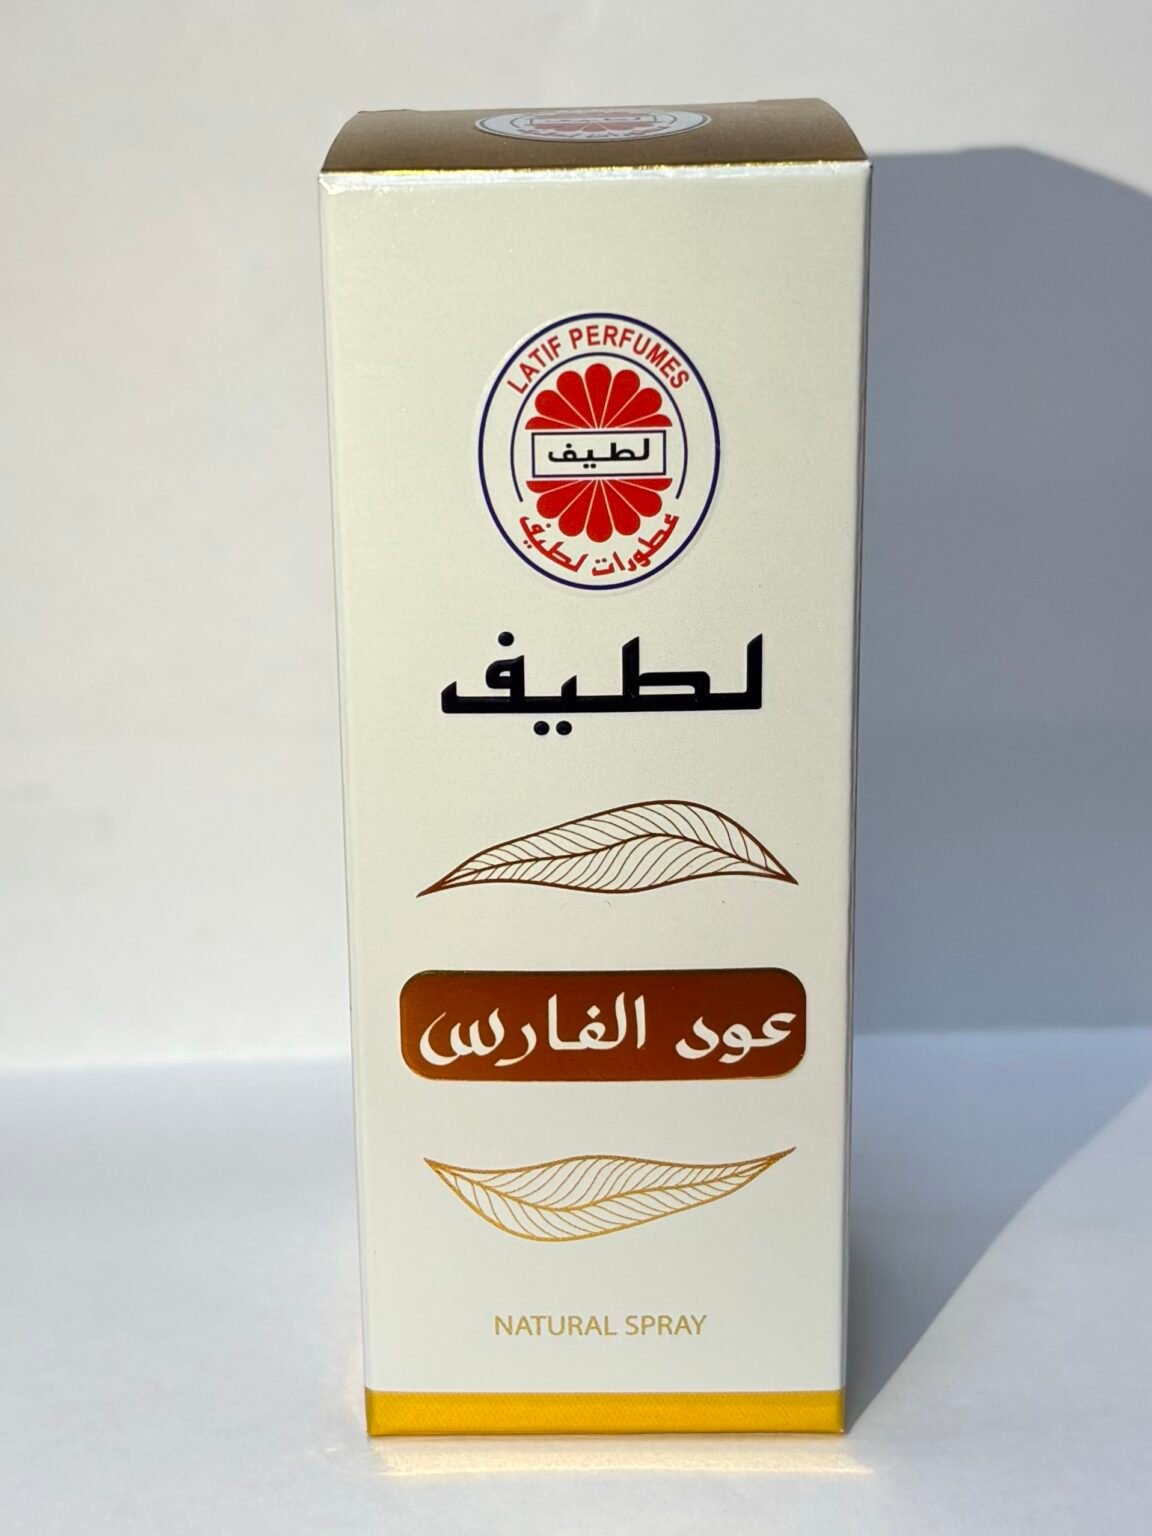 LATIF PERFUMES
لطيف
عطورات لطيف
لطيف
عود الفارس
NATURAL SPRAY